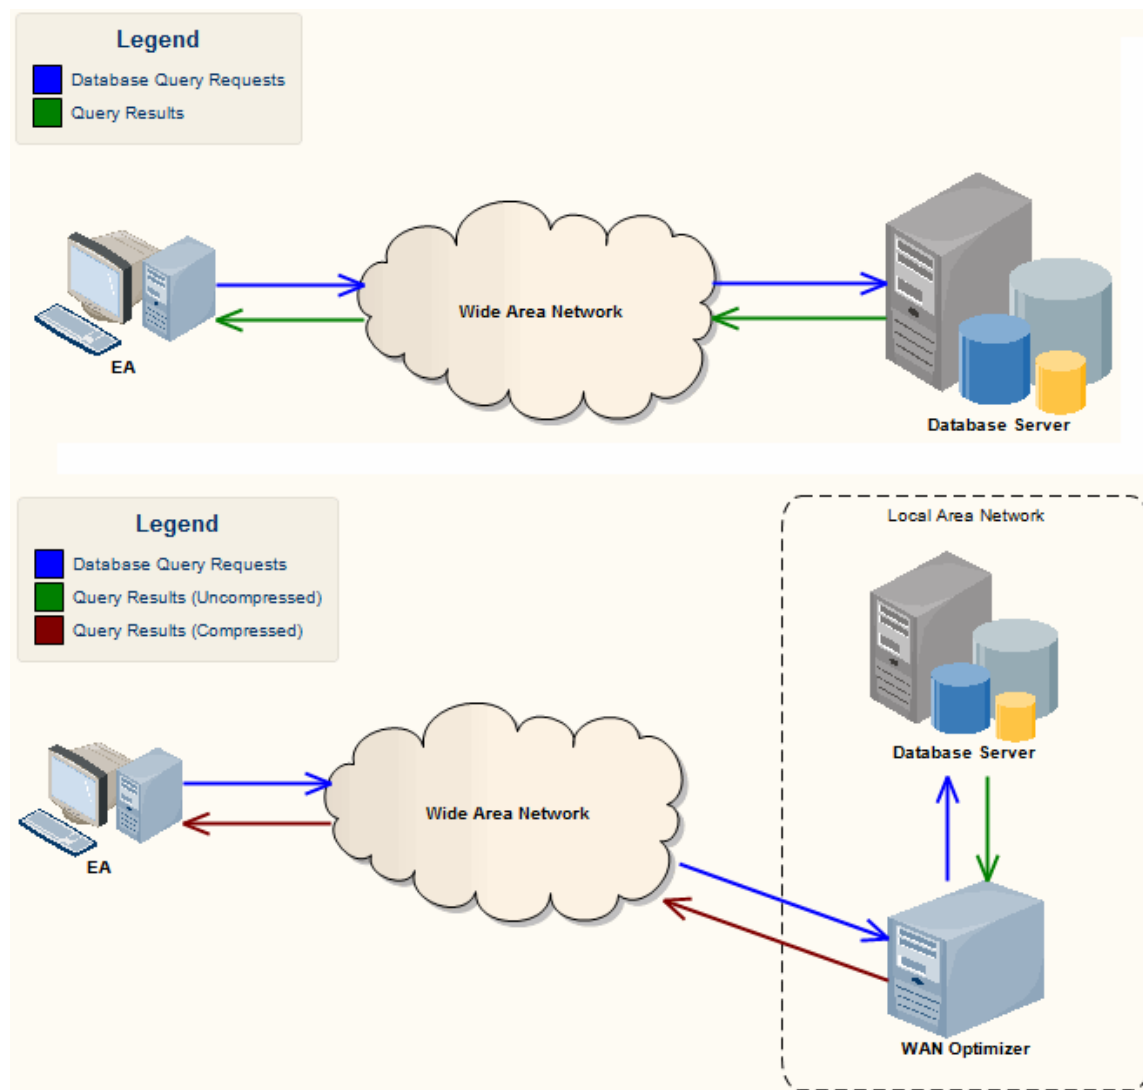 Legend
Database Query Requests
Query Results
Wide Area Network
EA
Database Server
Legend
Database Query Requests
Query Results (Uncompressed)
Query Results (Compressed)
Local Area Network
Database Server
Wide Area Network
EA
WAN Optimizer